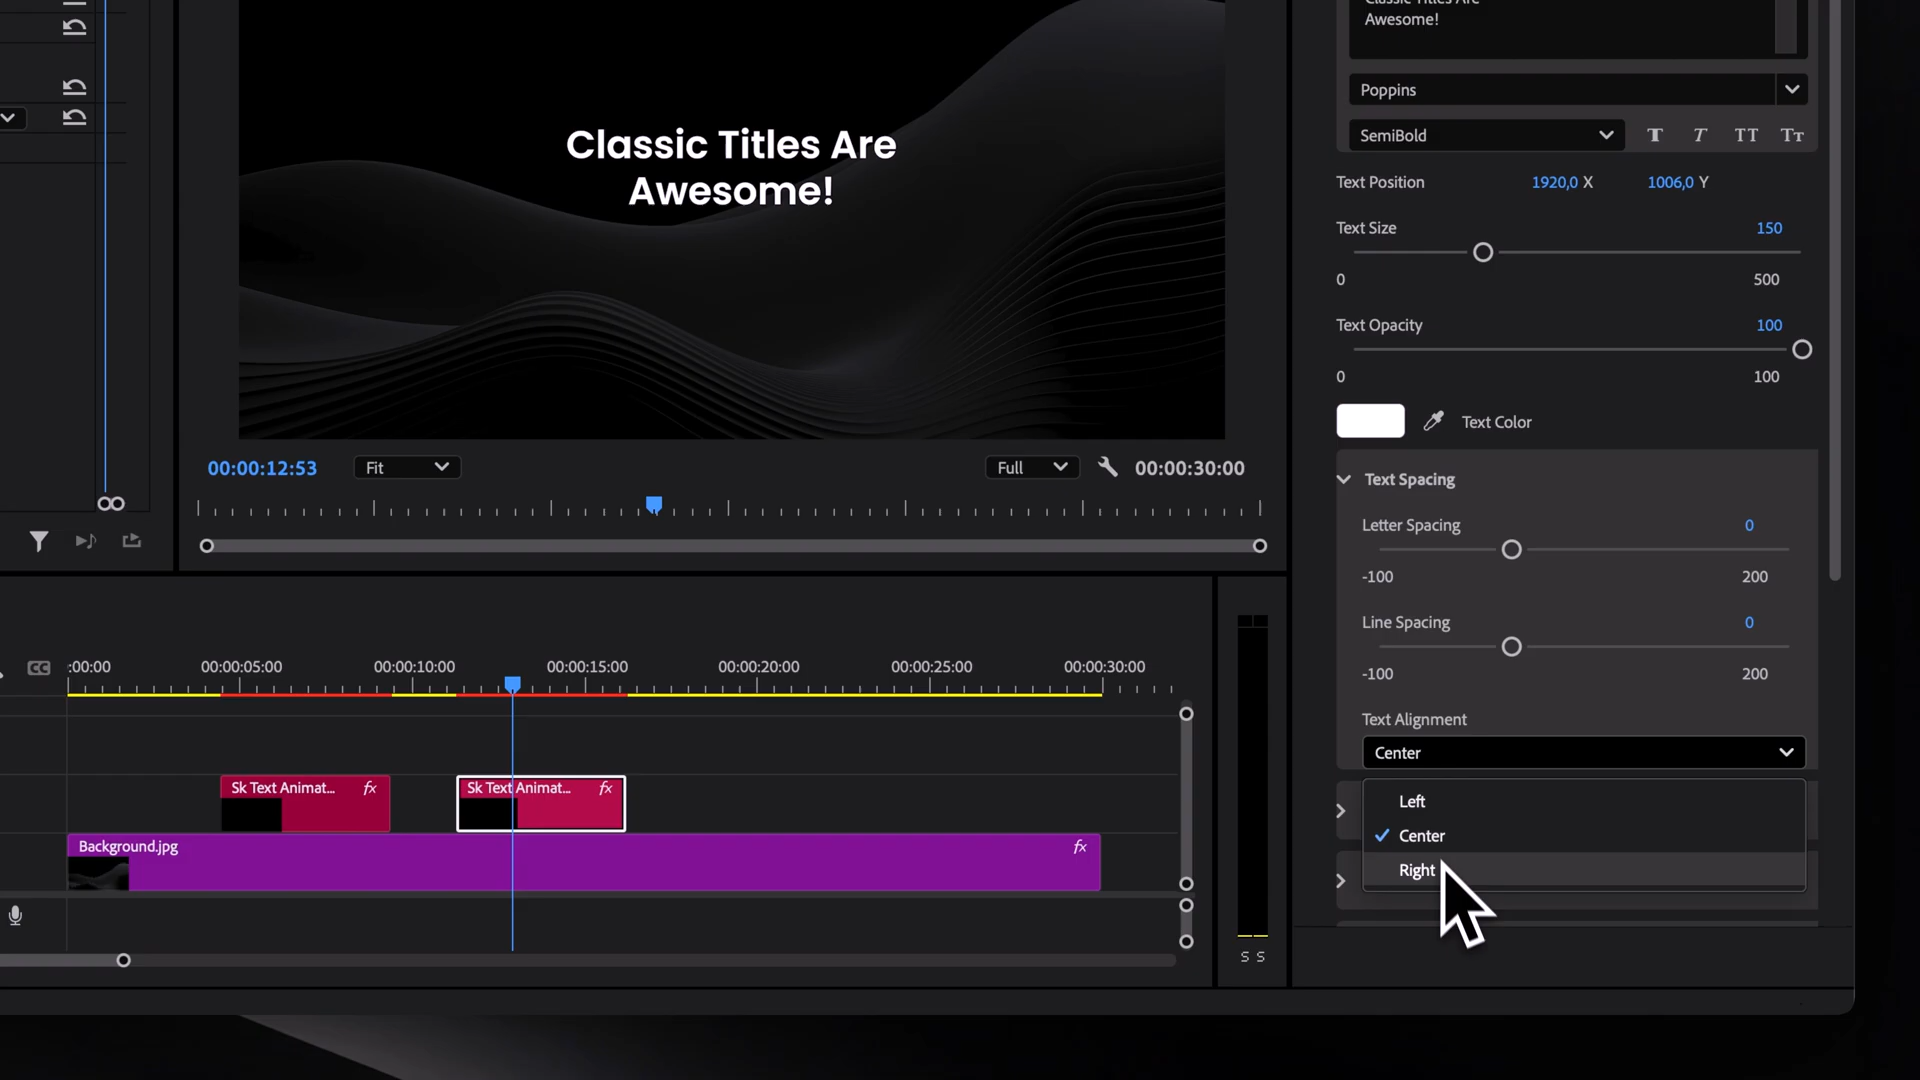 Classic Titles Are
Awesome!
Poppins
SemiBold
T T TT Tт
Text Position 1920,0 X 1006,0 Y
Text Size 150
0 500
Text Opacity 100
0 100
Text Color
Text Spacing
Letter Spacing 0
-100 200
Line Spacing 0
-100 200
Text Alignment
Center
Left
Center
Right
Classic Titles Are
Awesome!
00:00:12:53 Fit Full 00:00:30:00
CC :00:00 00:00:05:00 00:00:10:00 00:00:15:00 00:00:20:00 00:00:25:00 00:00:30:00
Sk Text Animat... fx Sk Text Animat... fx
Background.jpg fx
S S